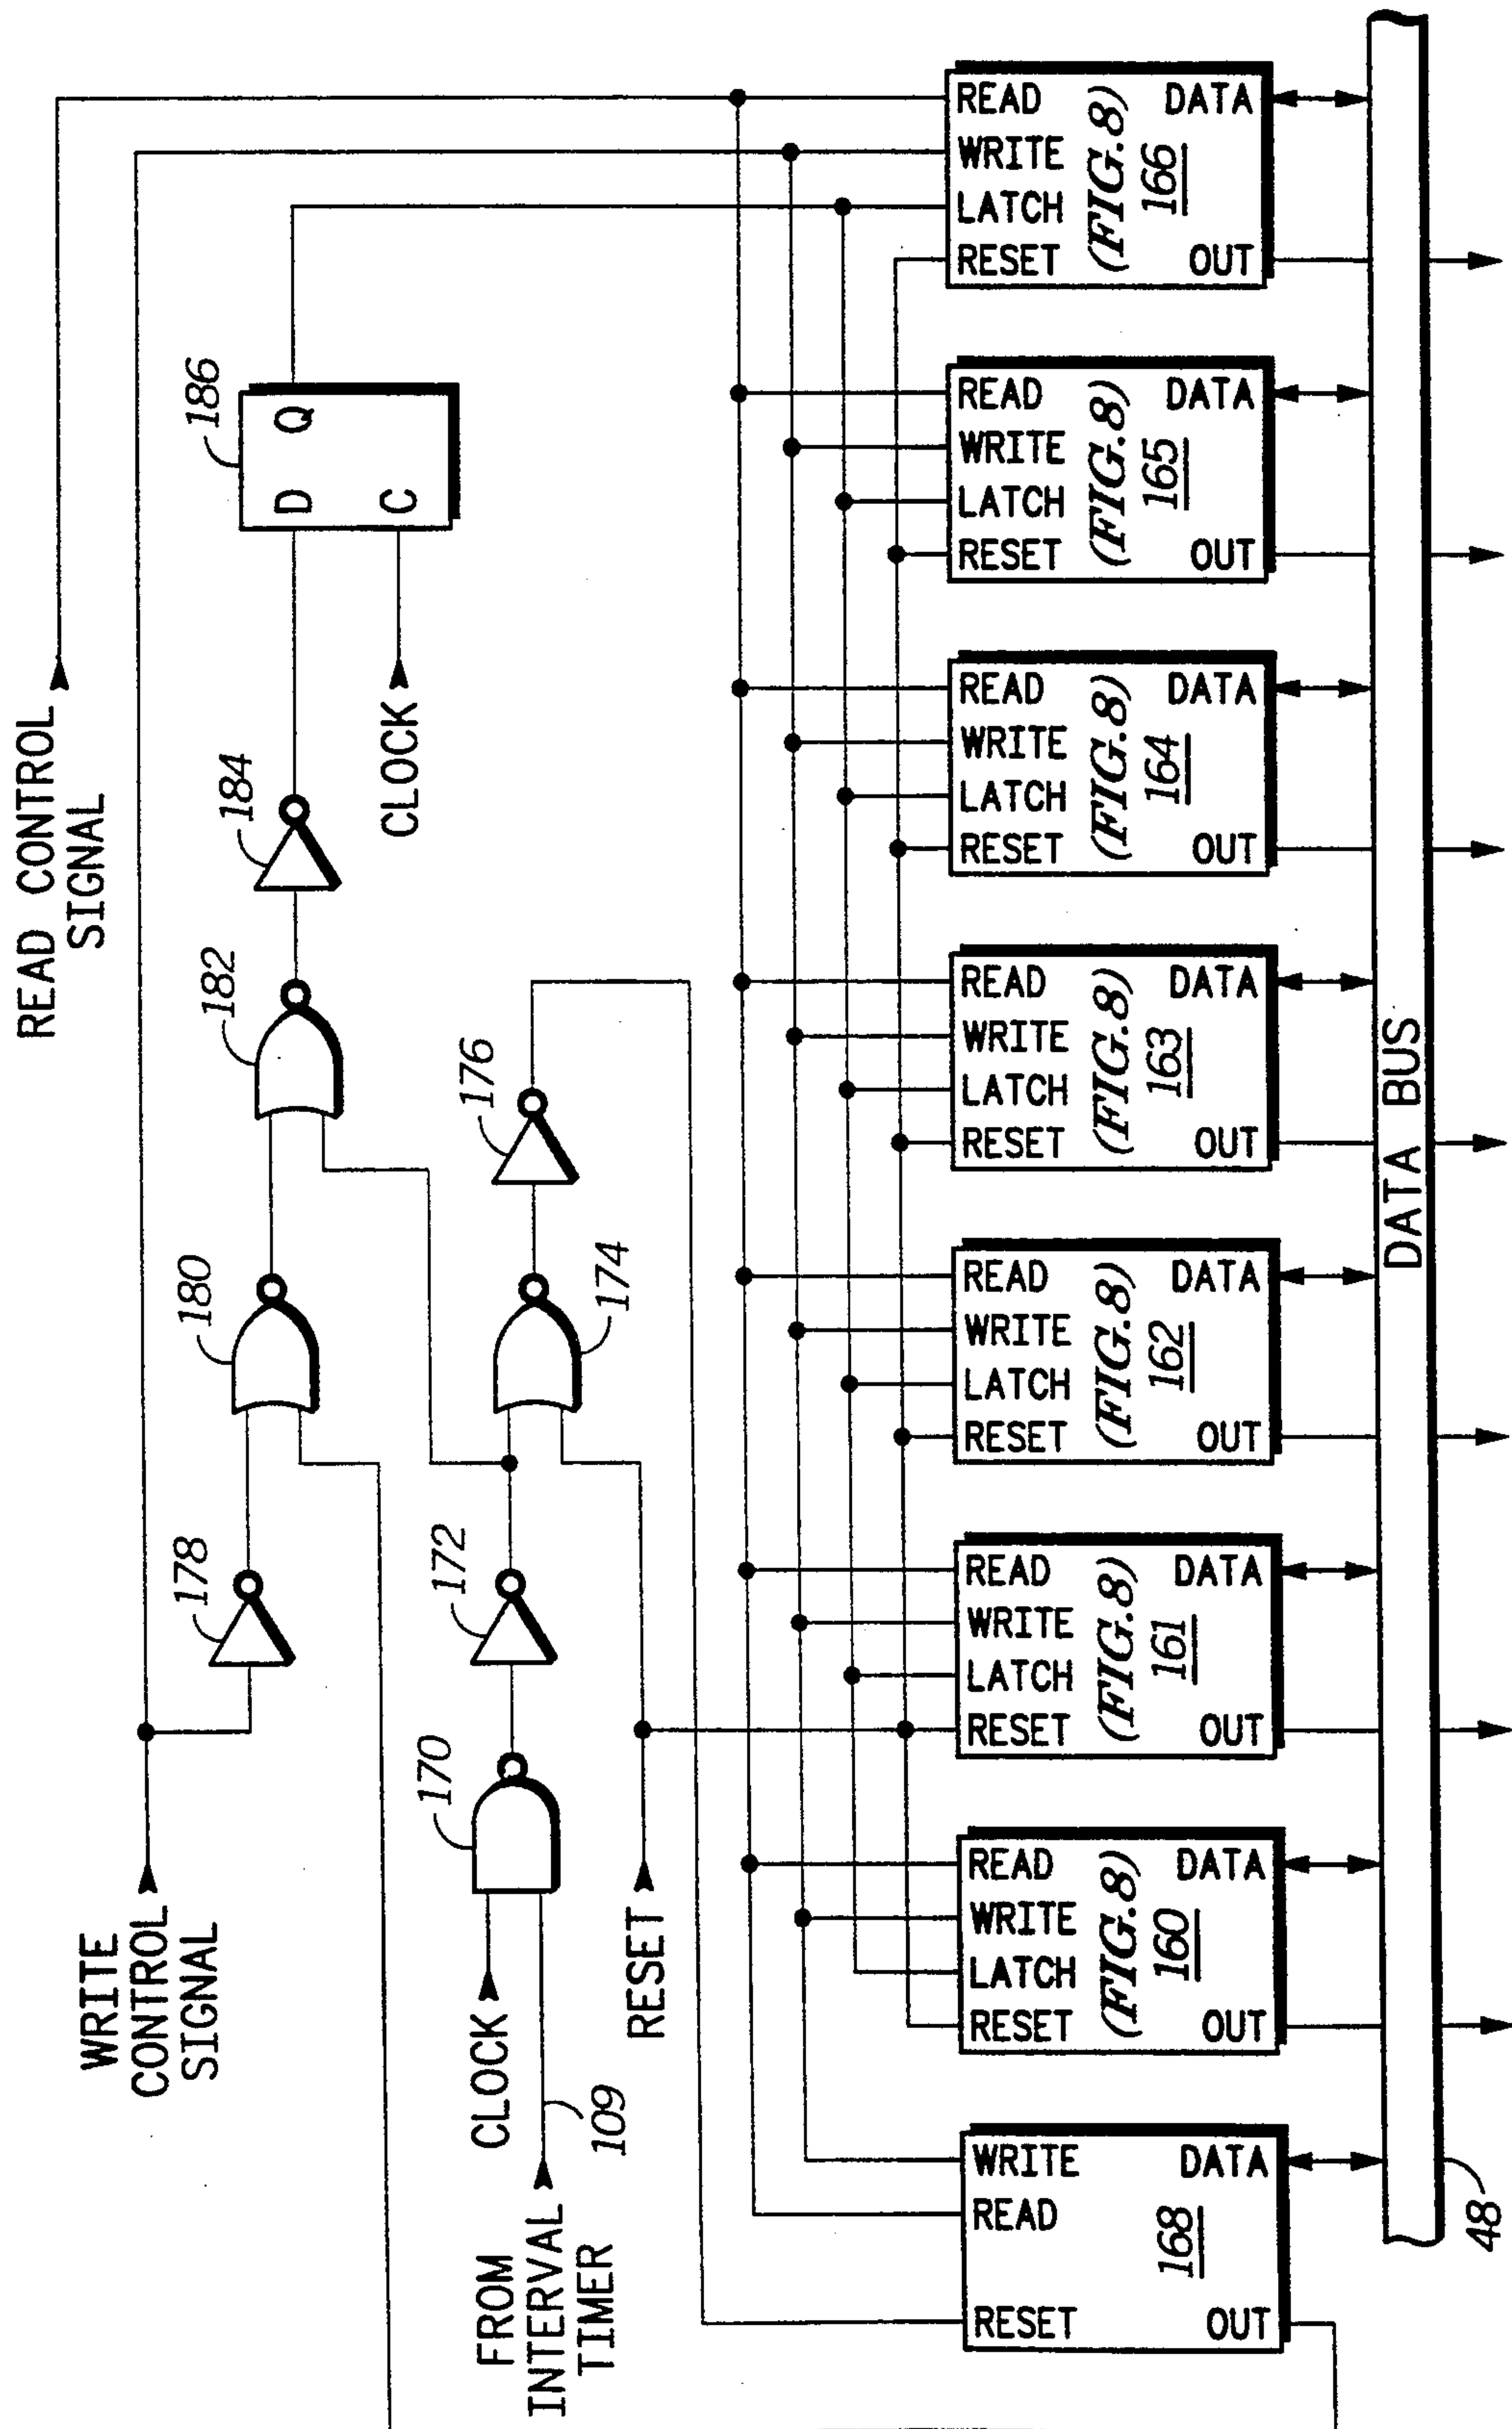 READ CONTROL
SIGNAL
186
D Q
C
CLOCK
184
182
180
178
WRITE
CONTROL
SIGNAL
176
174
172
170
CLOCK
109
FROM
INTERVAL
TIMER
RESET
READ
WRITE
LATCH
RESET
(FIG.8)
166
DATA
OUT
READ
WRITE
LATCH
RESET
(FIG.8)
165
DATA
OUT
READ
WRITE
LATCH
RESET
(FIG.8)
164
DATA
OUT
READ
WRITE
LATCH
RESET
(FIG.8)
163
DATA
OUT
READ
WRITE
LATCH
RESET
(FIG.8)
162
DATA
OUT
READ
WRITE
LATCH
RESET
(FIG.8)
161
DATA
OUT
READ
WRITE
LATCH
RESET
(FIG.8)
160
DATA
OUT
WRITE
READ
RESET
168
DATA
OUT
DATA BUS
48